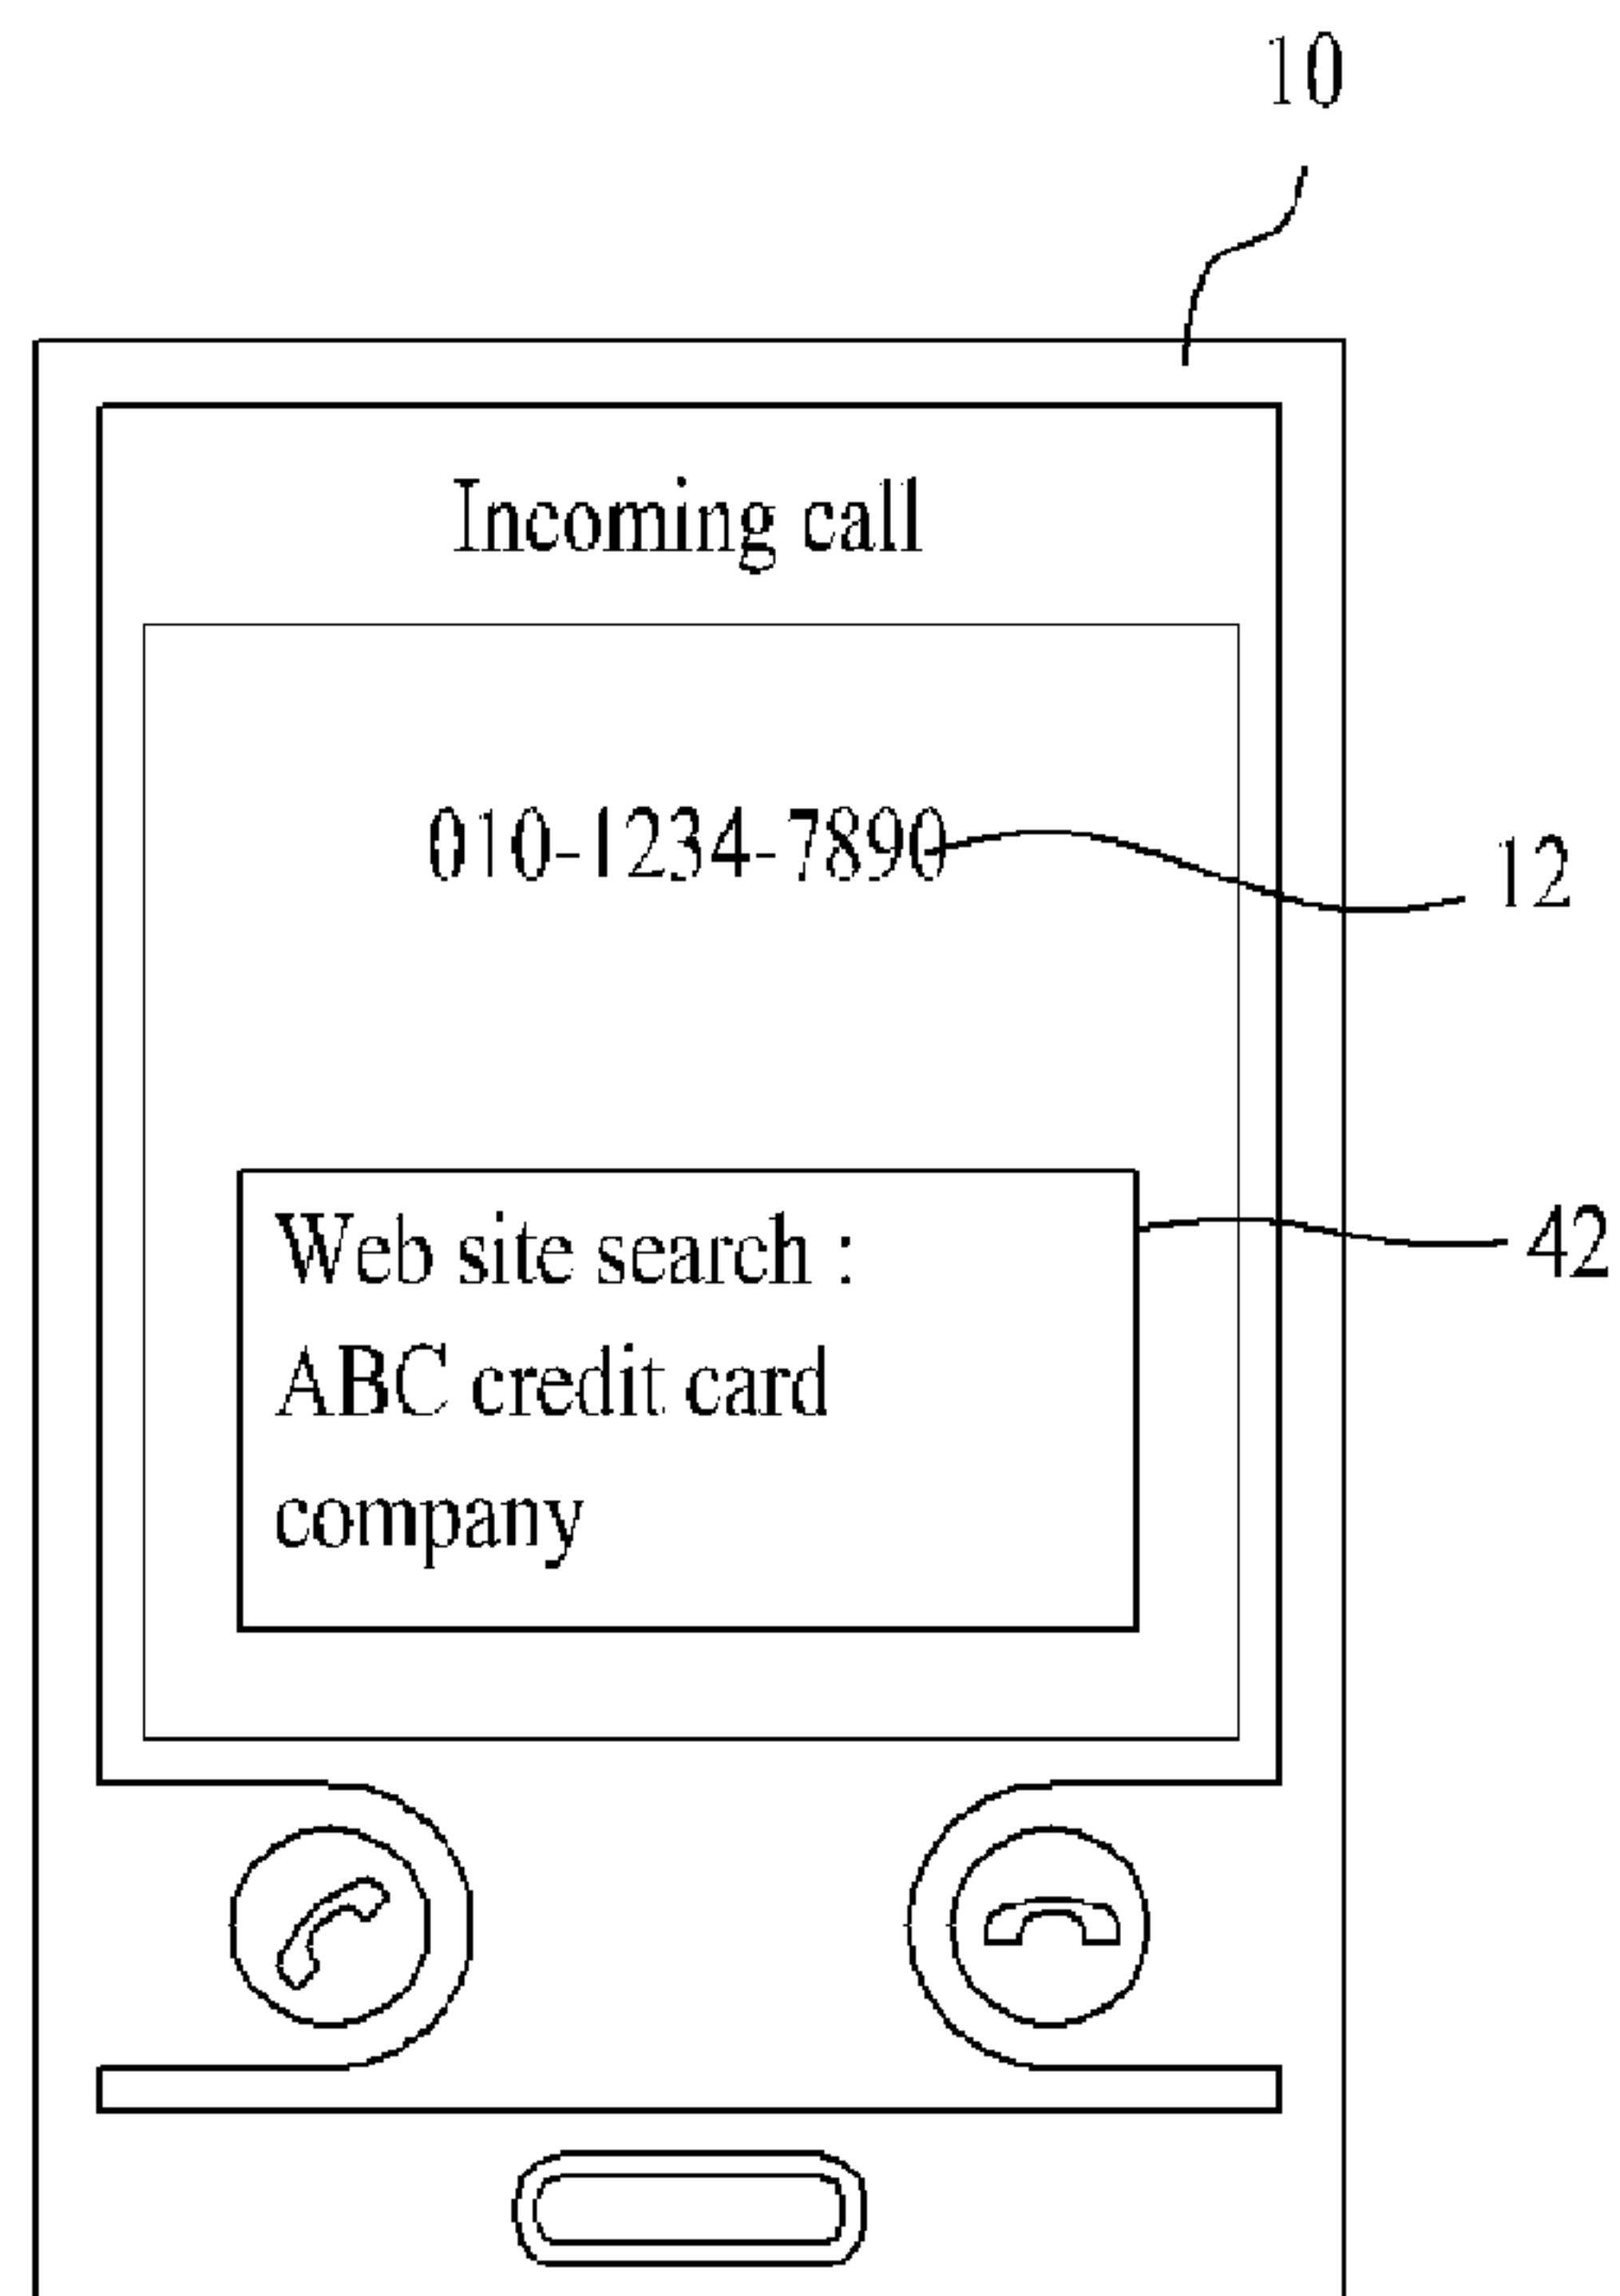 10
Incoming call
010-1234-7890
12
Web site search :
42
ABC credit card
company